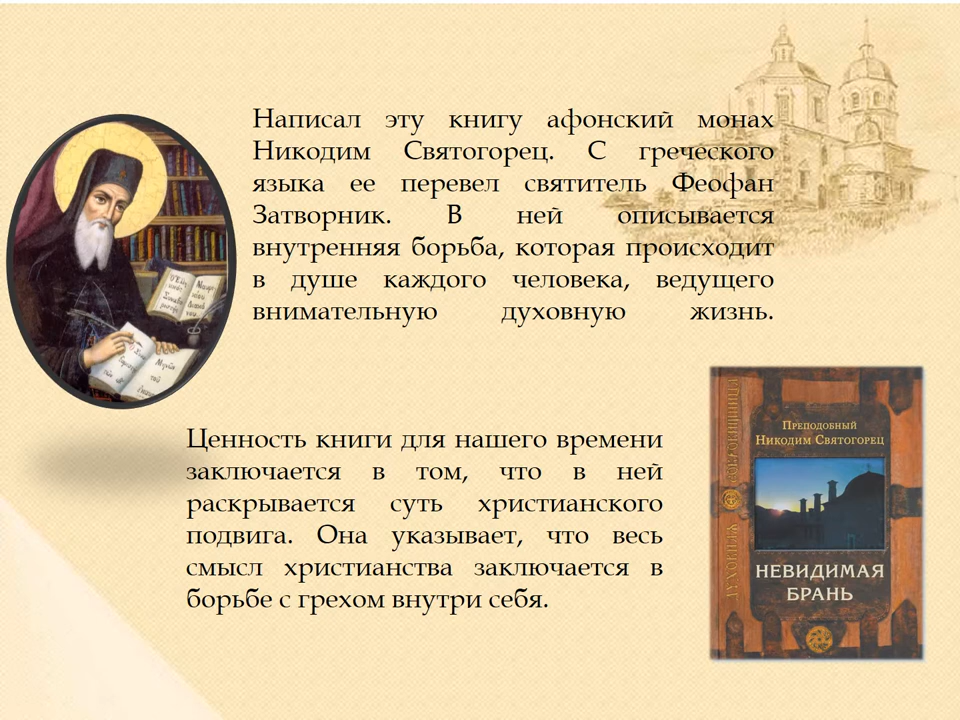 Написал эту книгу афонский монах
Никодим Святогорец. С греческого
языка ее перевел святитель Феофан
Затворник. В ней описывается
внутренняя борьба, которая происходит
в душе каждого человека, ведущего
внимательную духовную жизнь.
Ценность книги для нашего времени
заключается в том, что в ней
раскрывается суть христианского
подвига. Она указывает, что весь
смысл христианства заключается в
борьбе с грехом внутри себя.
ДУХОВНАЯ СОКРОВИЩНИЦА
ПРЕПОДОБНЫЙ
НИКОДИМ СВЯТОГОРЕЦ
НЕВИДИМАЯ
БРАНЬ